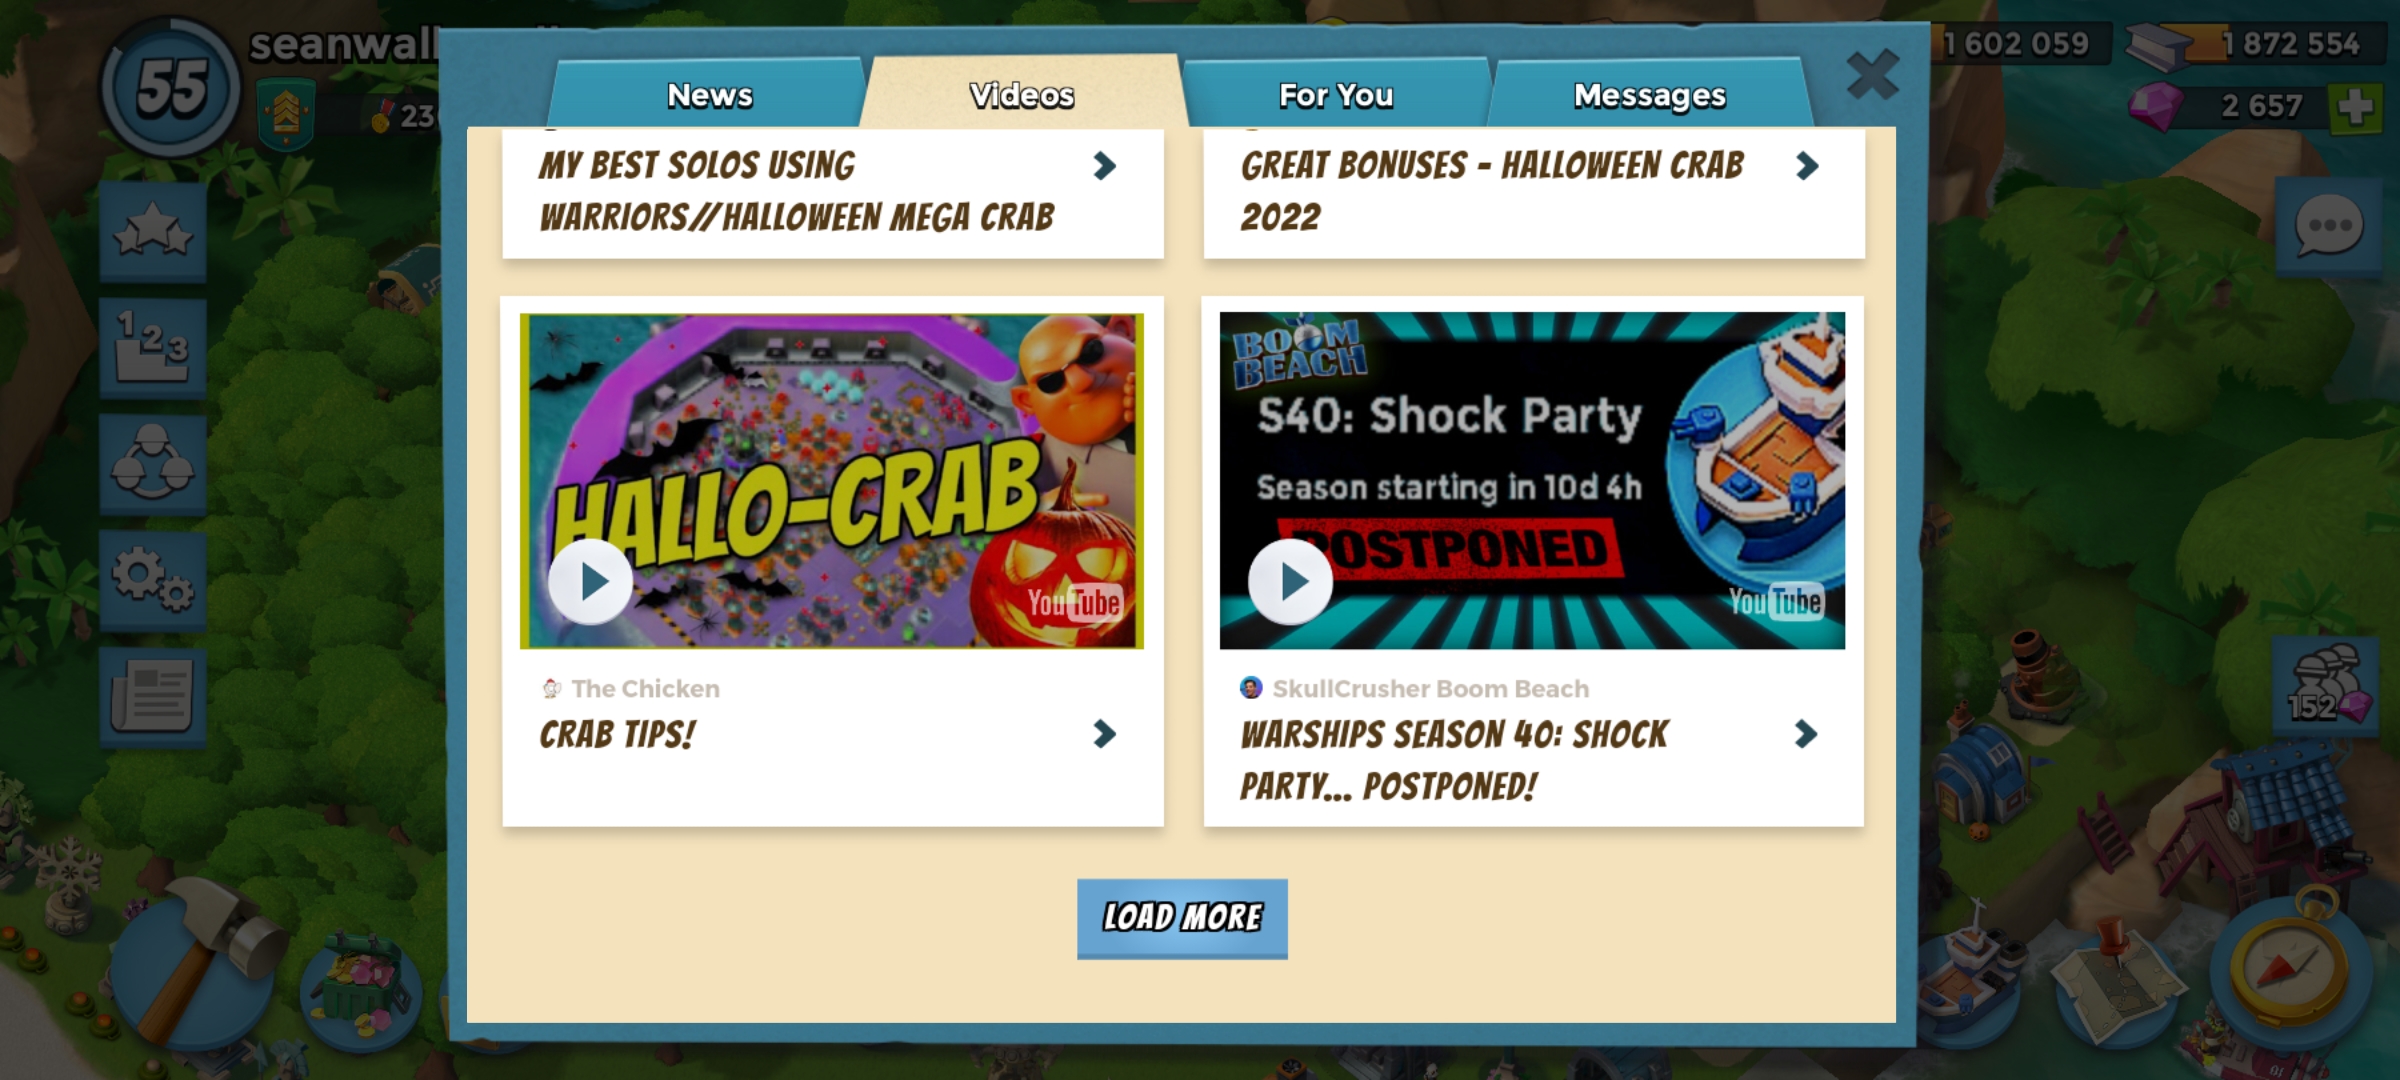 55
seanwal
23
1 602 059
1 872 554
2 657
News
Videos
For You
Messages
MY BEST SOLOS USING
WARRIORS//HALLOWEEN MEGA CRAB
GREAT BONUSES - HALLOWEEN CRAB
2022
123
HALLO-CRAB
YouTube
The Chicken
CRAB TIPS!
BOOM
BEACH
S40: Shock Party
Season starting in 10d 4h
POSTPONED
YouTube
SkullCrusher Boom Beach
WARSHIPS SEASON 40: SHOCK
PARTY... POSTPONED!
152
LOAD MORE